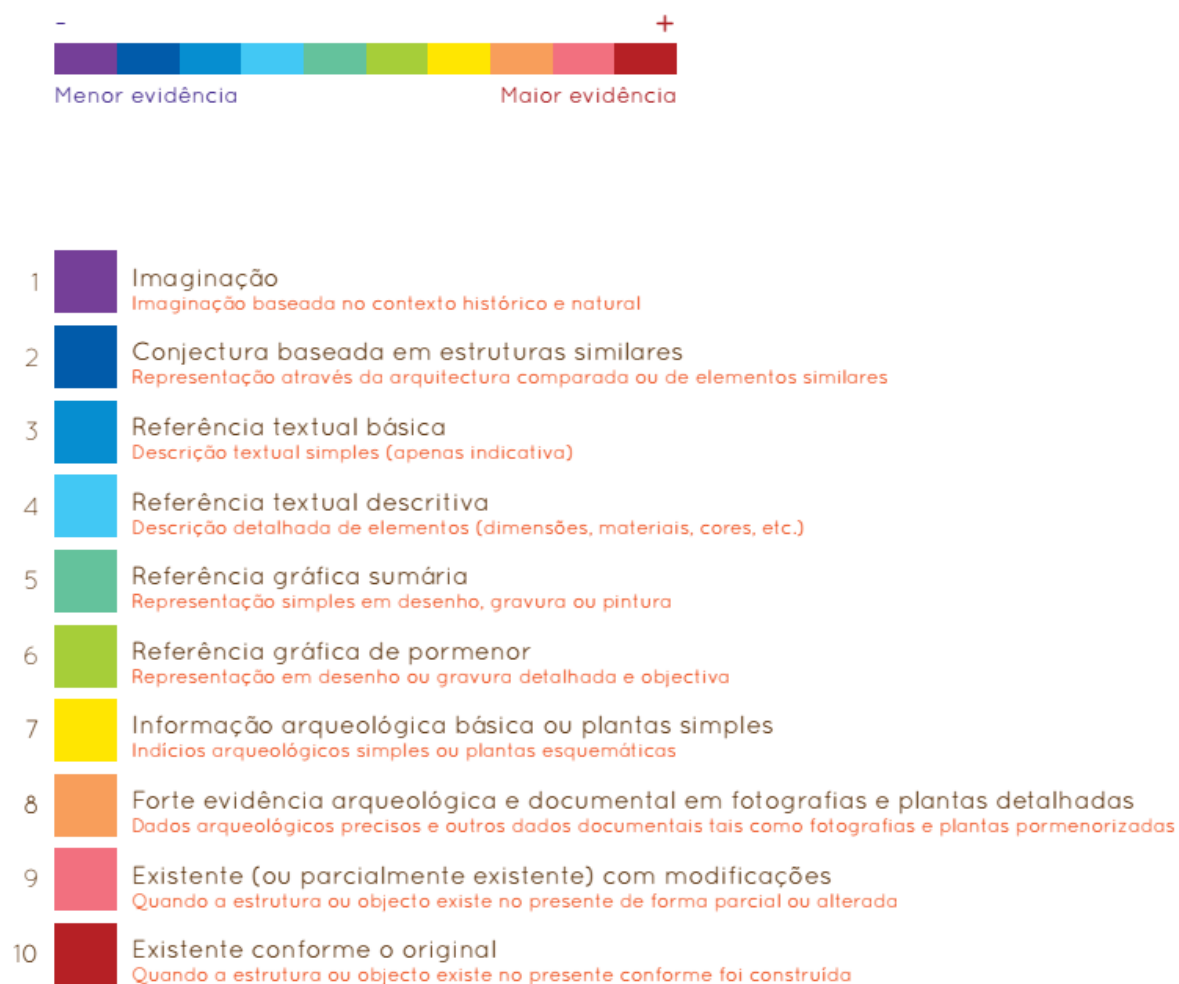 - +
Menor evidência Maior evidência
1 Imaginação
Imaginação baseada no contexto histórico e natural
2 Conjectura baseada em estruturas similares
Representação através da arquitectura comparada ou de elementos similares
3 Referência textual básica
Descrição textual simples (apenas indicativa)
4 Referência textual descritiva
Descrição detalhada de elementos (dimensões, materiais, cores, etc.)
5 Referência gráfica sumária
Representação simples em desenho, gravura ou pintura
6 Referência gráfica de pormenor
Representação em desenho ou gravura detalhada e objectiva
7 Informação arqueológica básica ou plantas simples
Indícios arqueológicos simples ou plantas esquemáticas
8 Forte evidência arqueológica e documental em fotografias e plantas detalhadas
Dados arqueológicos precisos e outros dados documentais tais como fotografias e plantas pormenorizadas
9 Existente (ou parcialmente existente) com modificações
Quando a estrutura ou objecto existe no presente de forma parcial ou alterada
10 Existente conforme o original
Quando a estrutura ou objecto existe no presente conforme foi construída